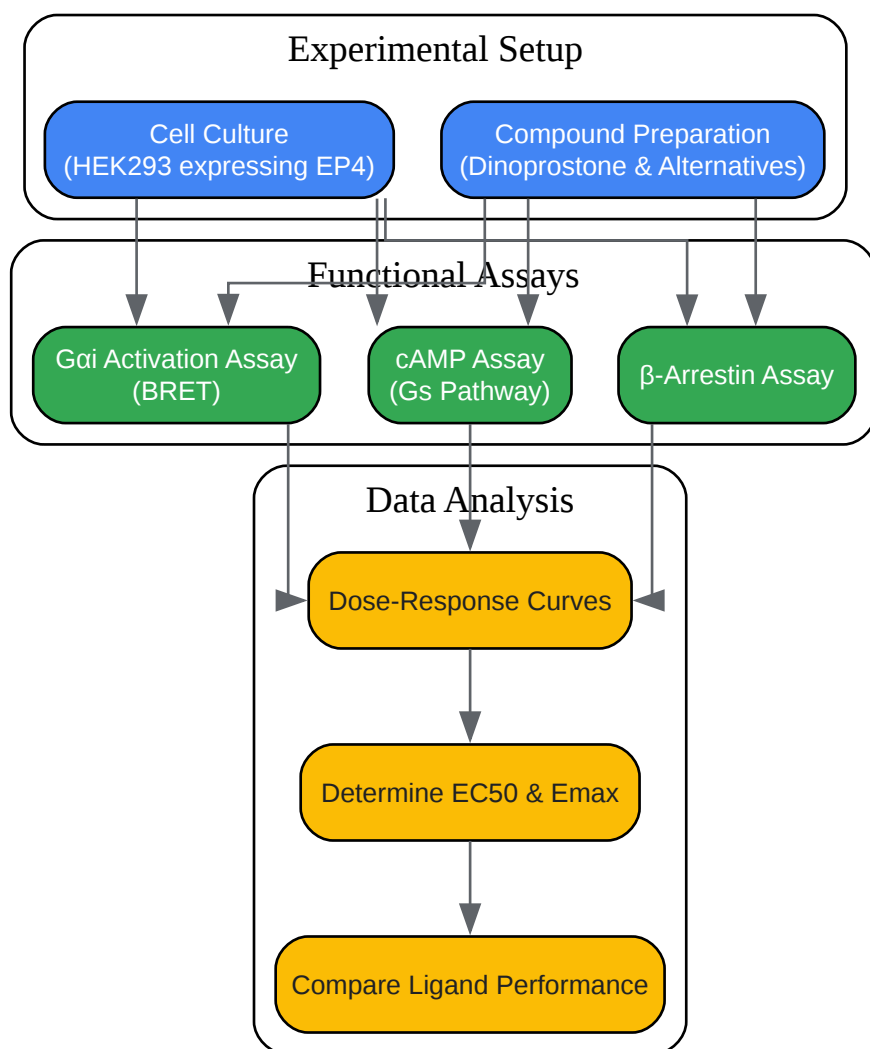 Experimental Setup
Cell Culture
(HEK293 expressing EP4)
Compound Preparation
(Dinoprostone & Alternatives)
Functional Assays
Gαi Activation Assay
(BRET)
cAMP Assay
(Gs Pathway)
β-Arrestin Assay
Data Analysis
Dose-Response Curves
Determine EC50 & Emax
Compare Ligand Performance